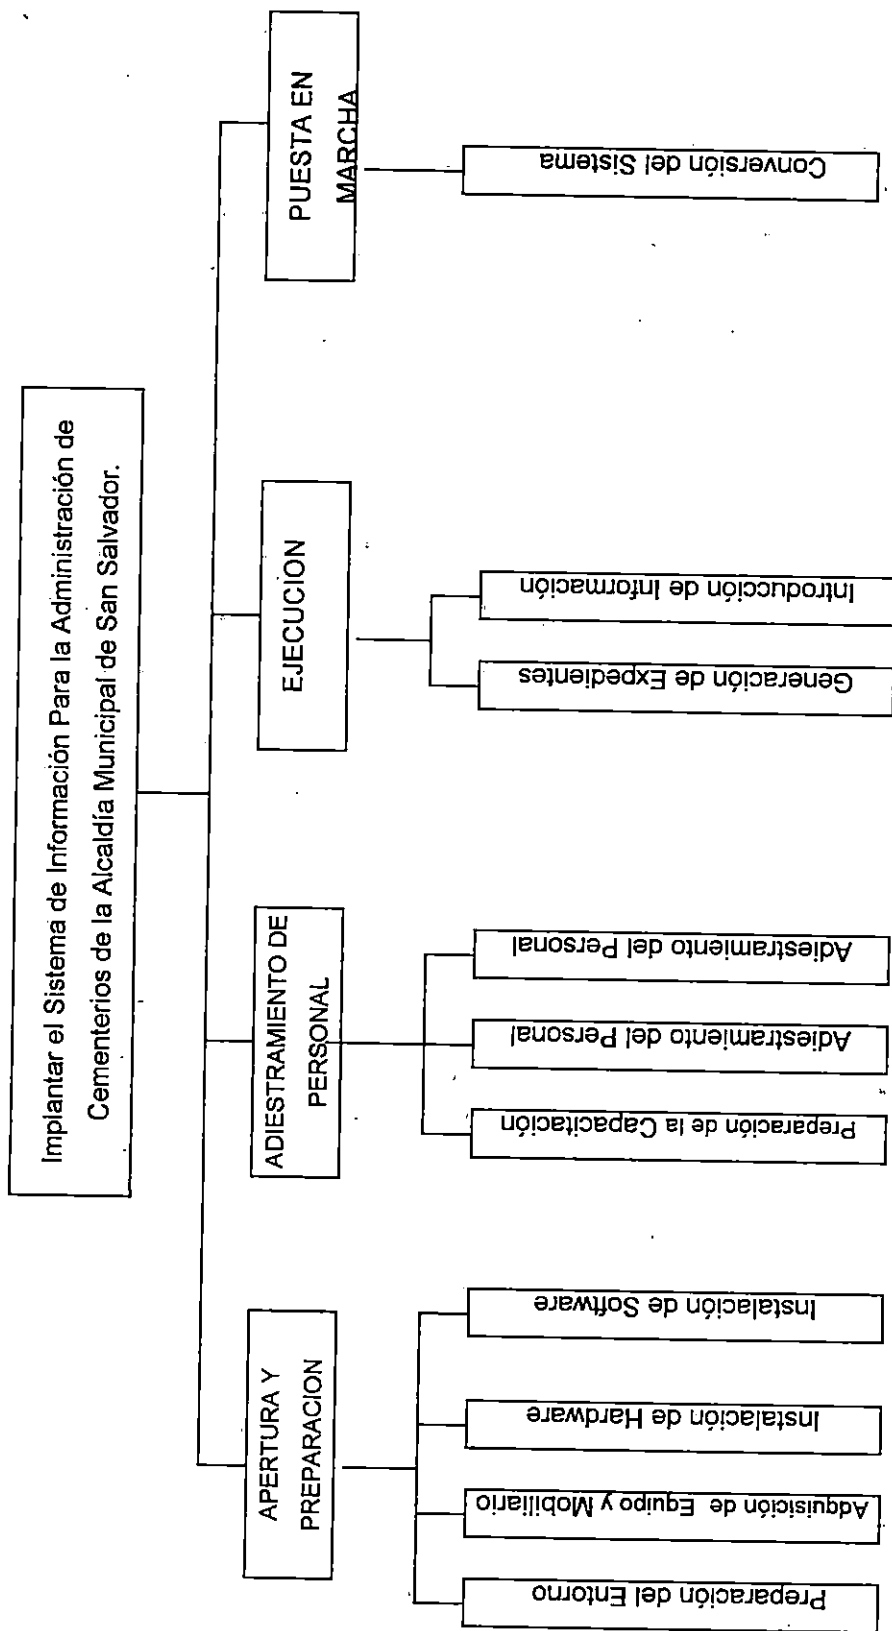 Implantar el Sistema de Información Para la Administración de
Cementerios de la Alcaldía Municipal de San Salvador.
APERTURA Y
PREPARACION
ADIESTRAMIENTO DE
PERSONAL
EJECUCION
PUESTA EN
MARCHA
Preparación del Entorno
Adquisición de Equipo y Mobiliario
Instalación de Hardware
Instalación de Software
Preparación de la Capacitación
Adiestramiento del Personal
Adiestramiento del Personal
Generación de Expedientes
Introducción de Información
Conversión del Sistema